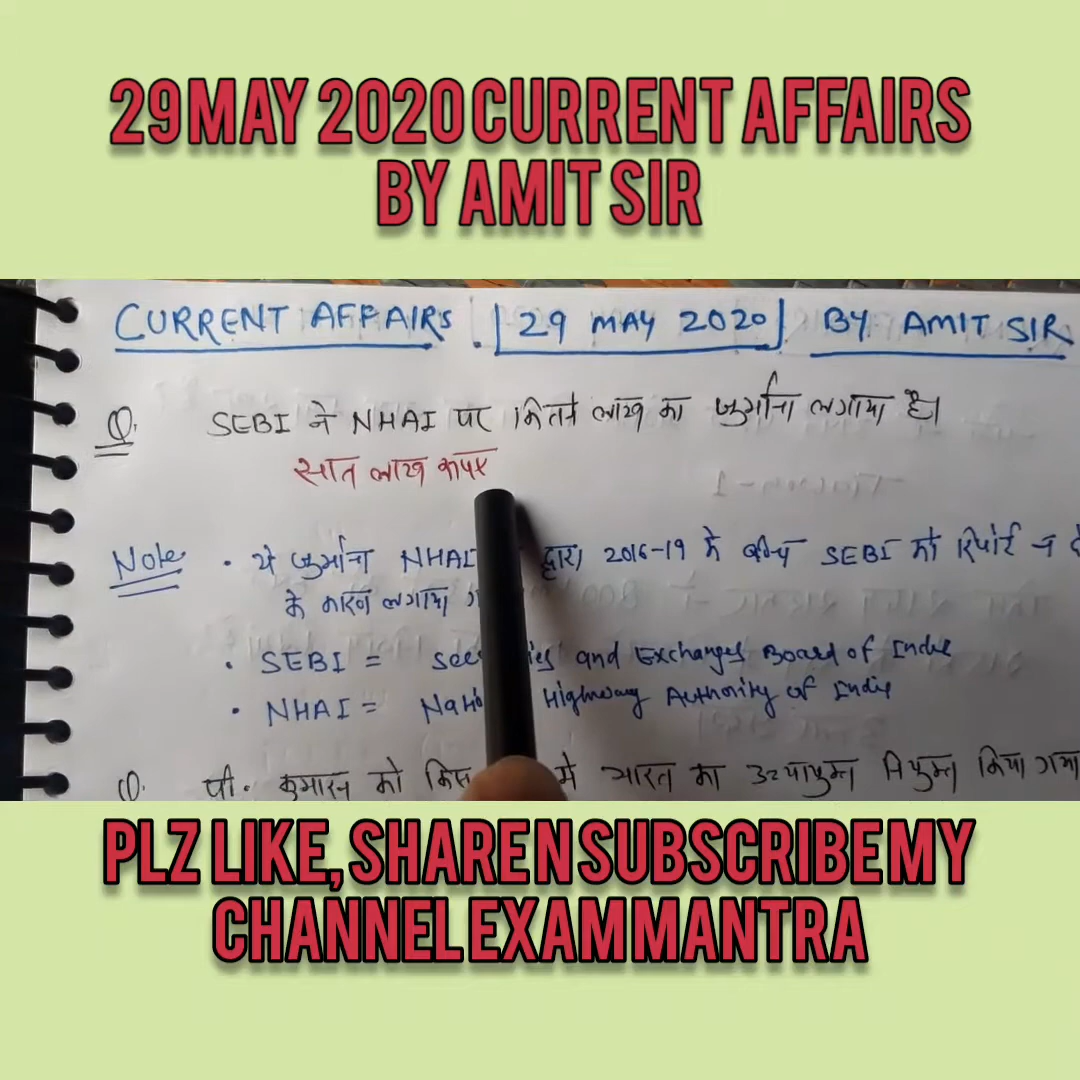 29 MAY 2020 CURRENT AFFAIRS
BY AMIT SIR
CURRENT AFFAIRS | 29 MAY 2020 | BY AMIT SIR
Q. SEBI ने NHAI पर कितने लाख का जुर्माना लगाया है।
सात लाख रूपए
Note • ये जुर्माना NHAI द्वारा 2016-19 के बीच SEBI को रिपोर्ट न
के कारण लगाया
• SEBI = and Exchanges Board of India
• NHAI = Highway Authority of India
Q. पी. कुमारन को किस में भारत का उच्चायुक्त नियुक्त किया गया
PLZ LIKE, SHARE N SUBSCRIBE MY
CHANNEL EXAM MANTRA